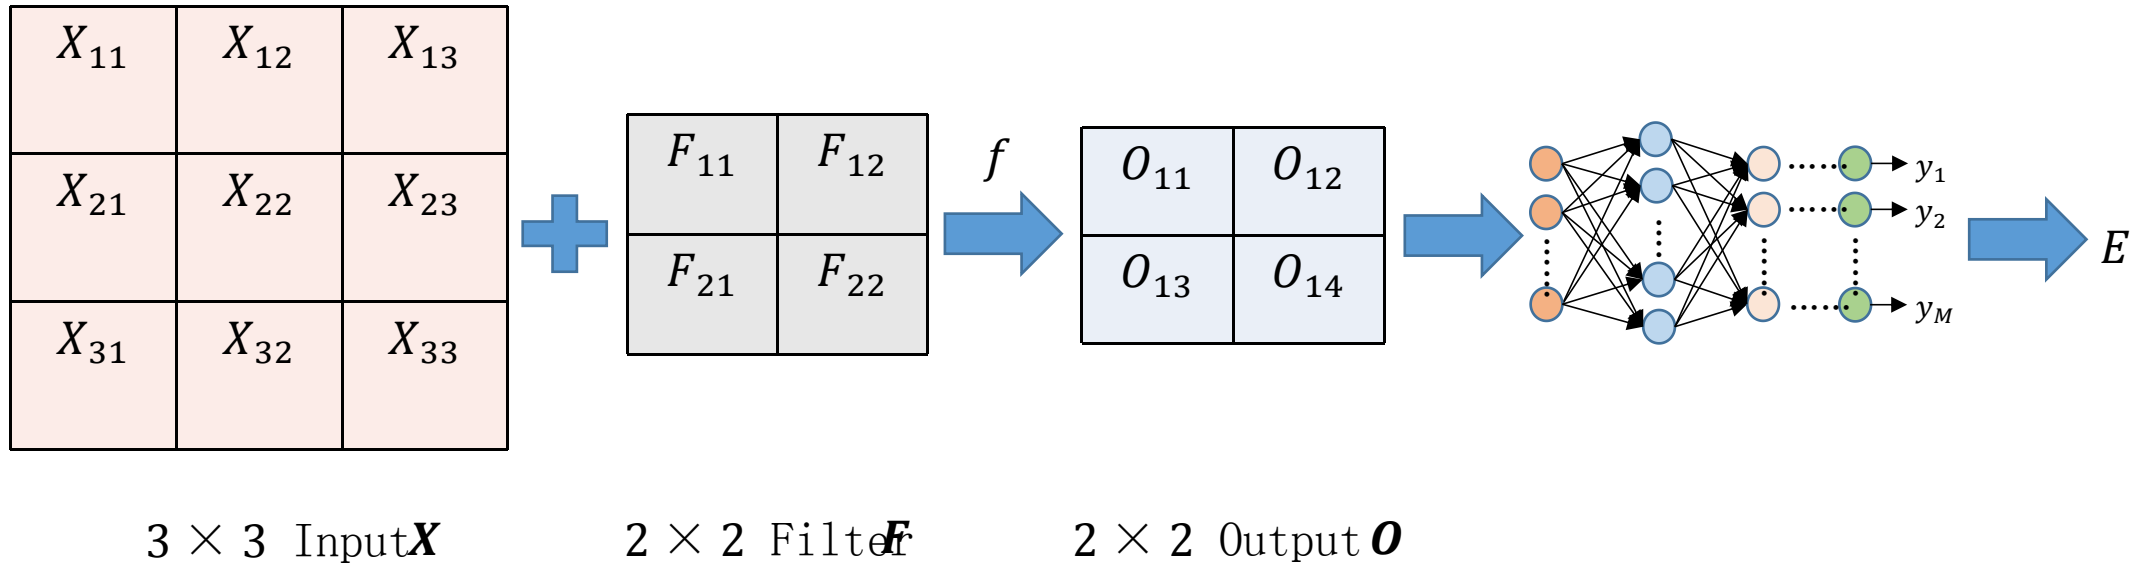 X₁₁ X₁₂ X₁₃
X₂₁ X₂₂ X₂₃
X₃₁ X₃₂ X₃₃
F₁₁ F₁₂
F₂₁ F₂₂
f
O₁₁ O₁₂
O₁₃ O₁₄
y₁
y₂
y_M
E
3 × 3 Input X
2 × 2 Filter F
2 × 2 Output O